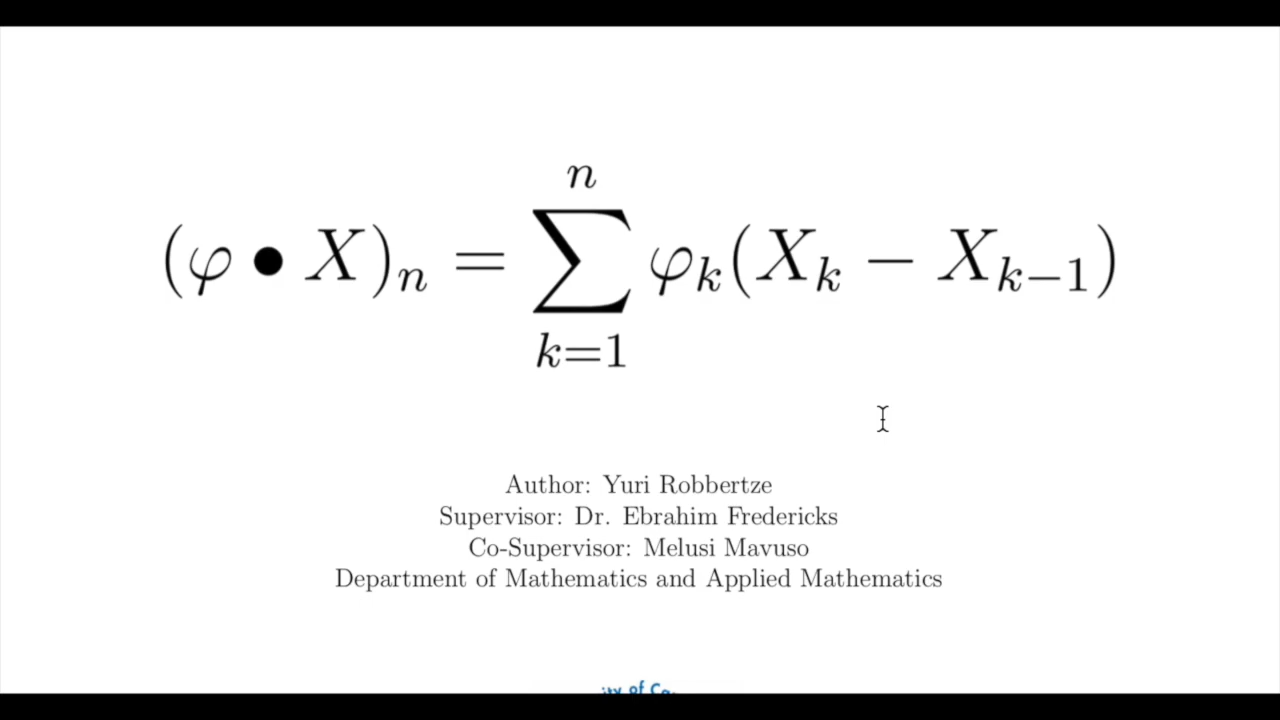 (φ • X)ₙ = ∑ₖ₌₁ⁿ φₖ(Xₖ − Xₖ₋₁)
Author: Yuri Robbertze
Supervisor: Dr. Ebrahim Fredericks
Co-Supervisor: Melusi Mavuso
Department of Mathematics and Applied Mathematics